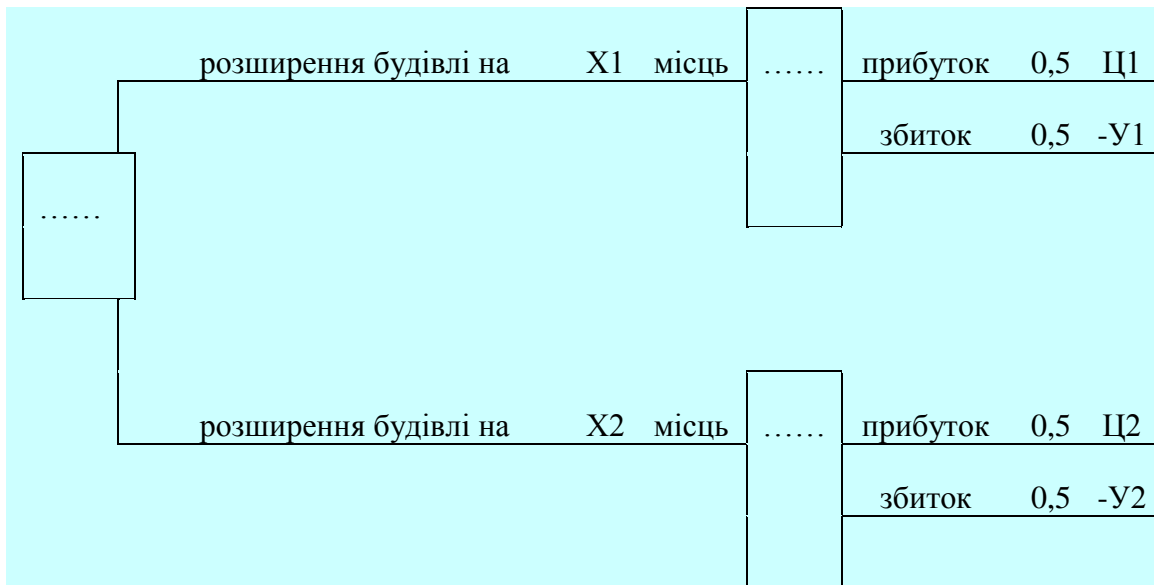 розширення будівлі на X1 місць …… прибуток 0,5 Ц1
збиток 0,5 -У1
……
розширення будівлі на X2 місць …… прибуток 0,5 Ц2
збиток 0,5 -У2